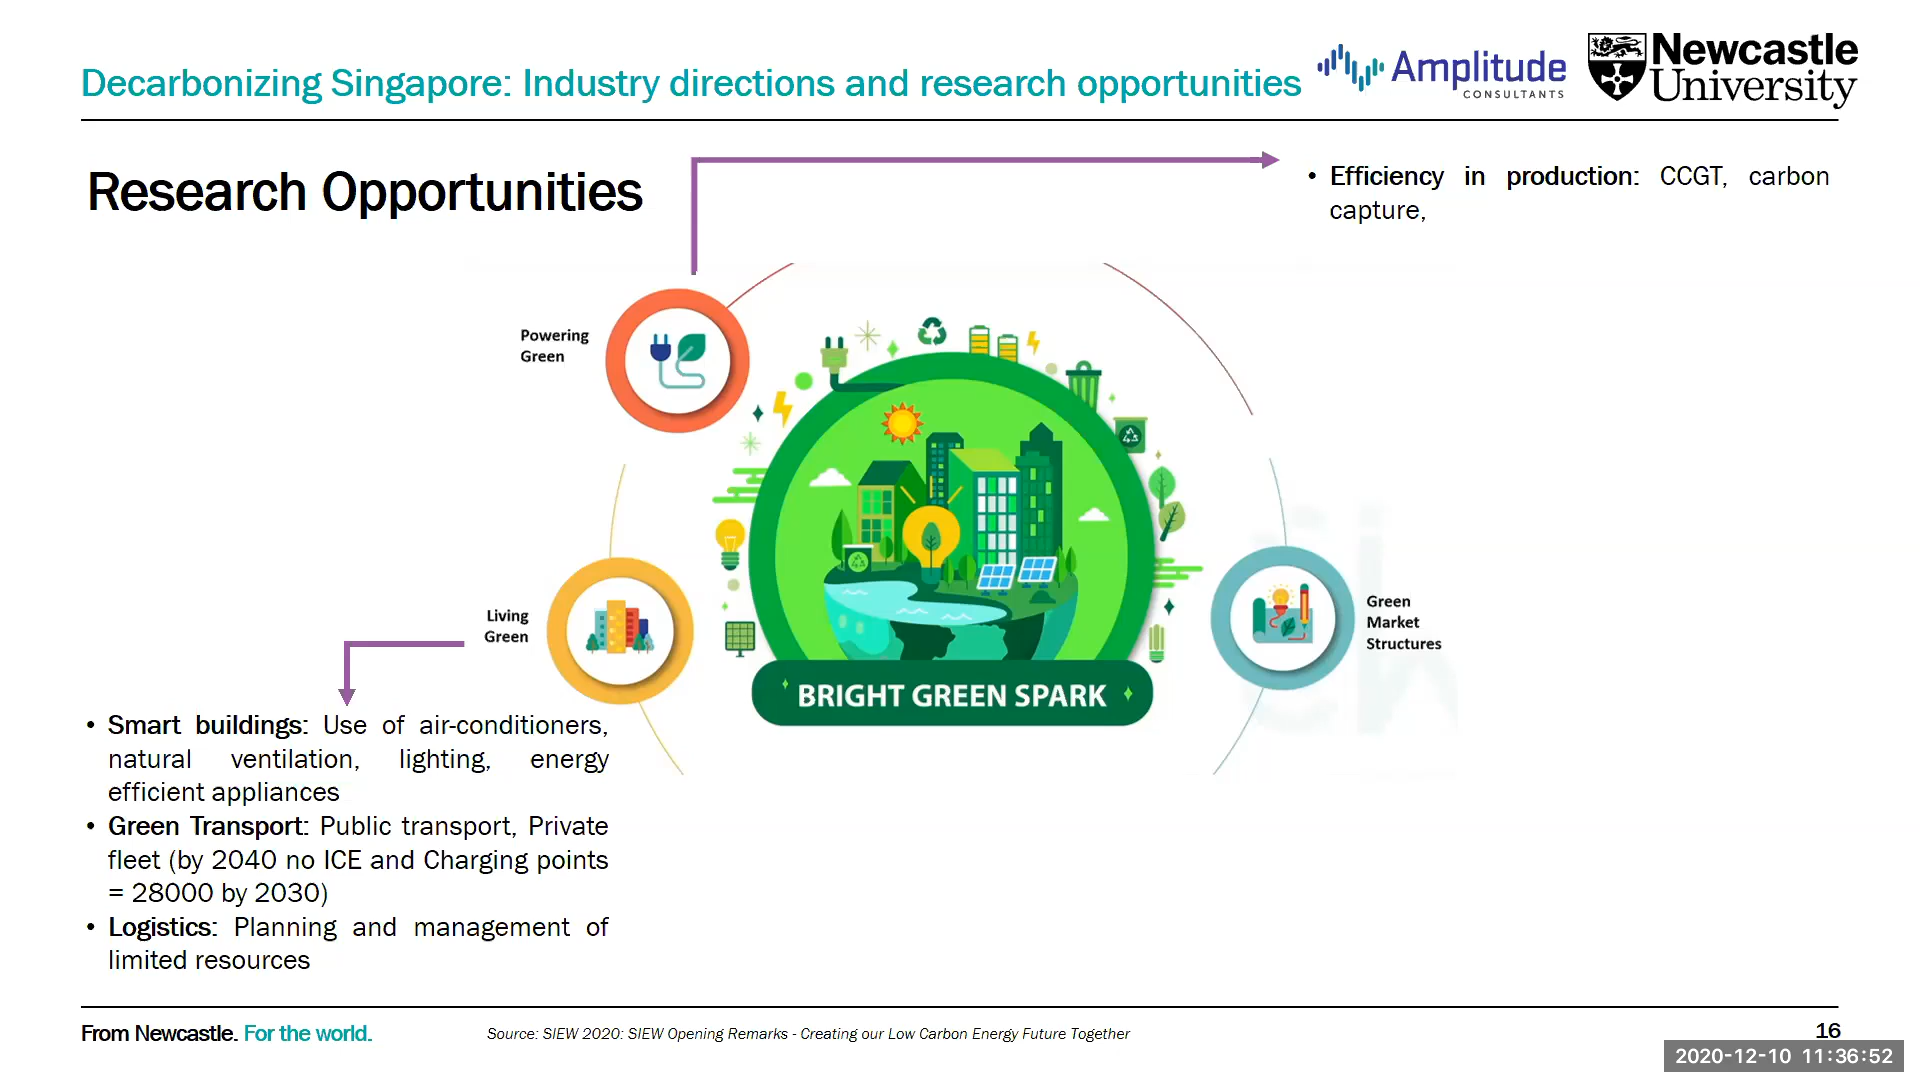 Decarbonizing Singapore: Industry directions and research opportunities
Amplitude
CONSULTANTS
Newcastle
University
Research Opportunities
• Efficiency in production: CCGT, carbon
capture,
Powering
Green
Living
Green
BRIGHT GREEN SPARK
Green
Market
Structures
• Smart buildings: Use of air-conditioners,
natural ventilation, lighting, energy
efficient appliances
• Green Transport: Public transport, Private
fleet (by 2040 no ICE and Charging points
= 28000 by 2030)
• Logistics: Planning and management of
limited resources
From Newcastle. For the world.
Source: SIEW 2020: SIEW Opening Remarks - Creating our Low Carbon Energy Future Together
16
2020-12-10 11:36:52